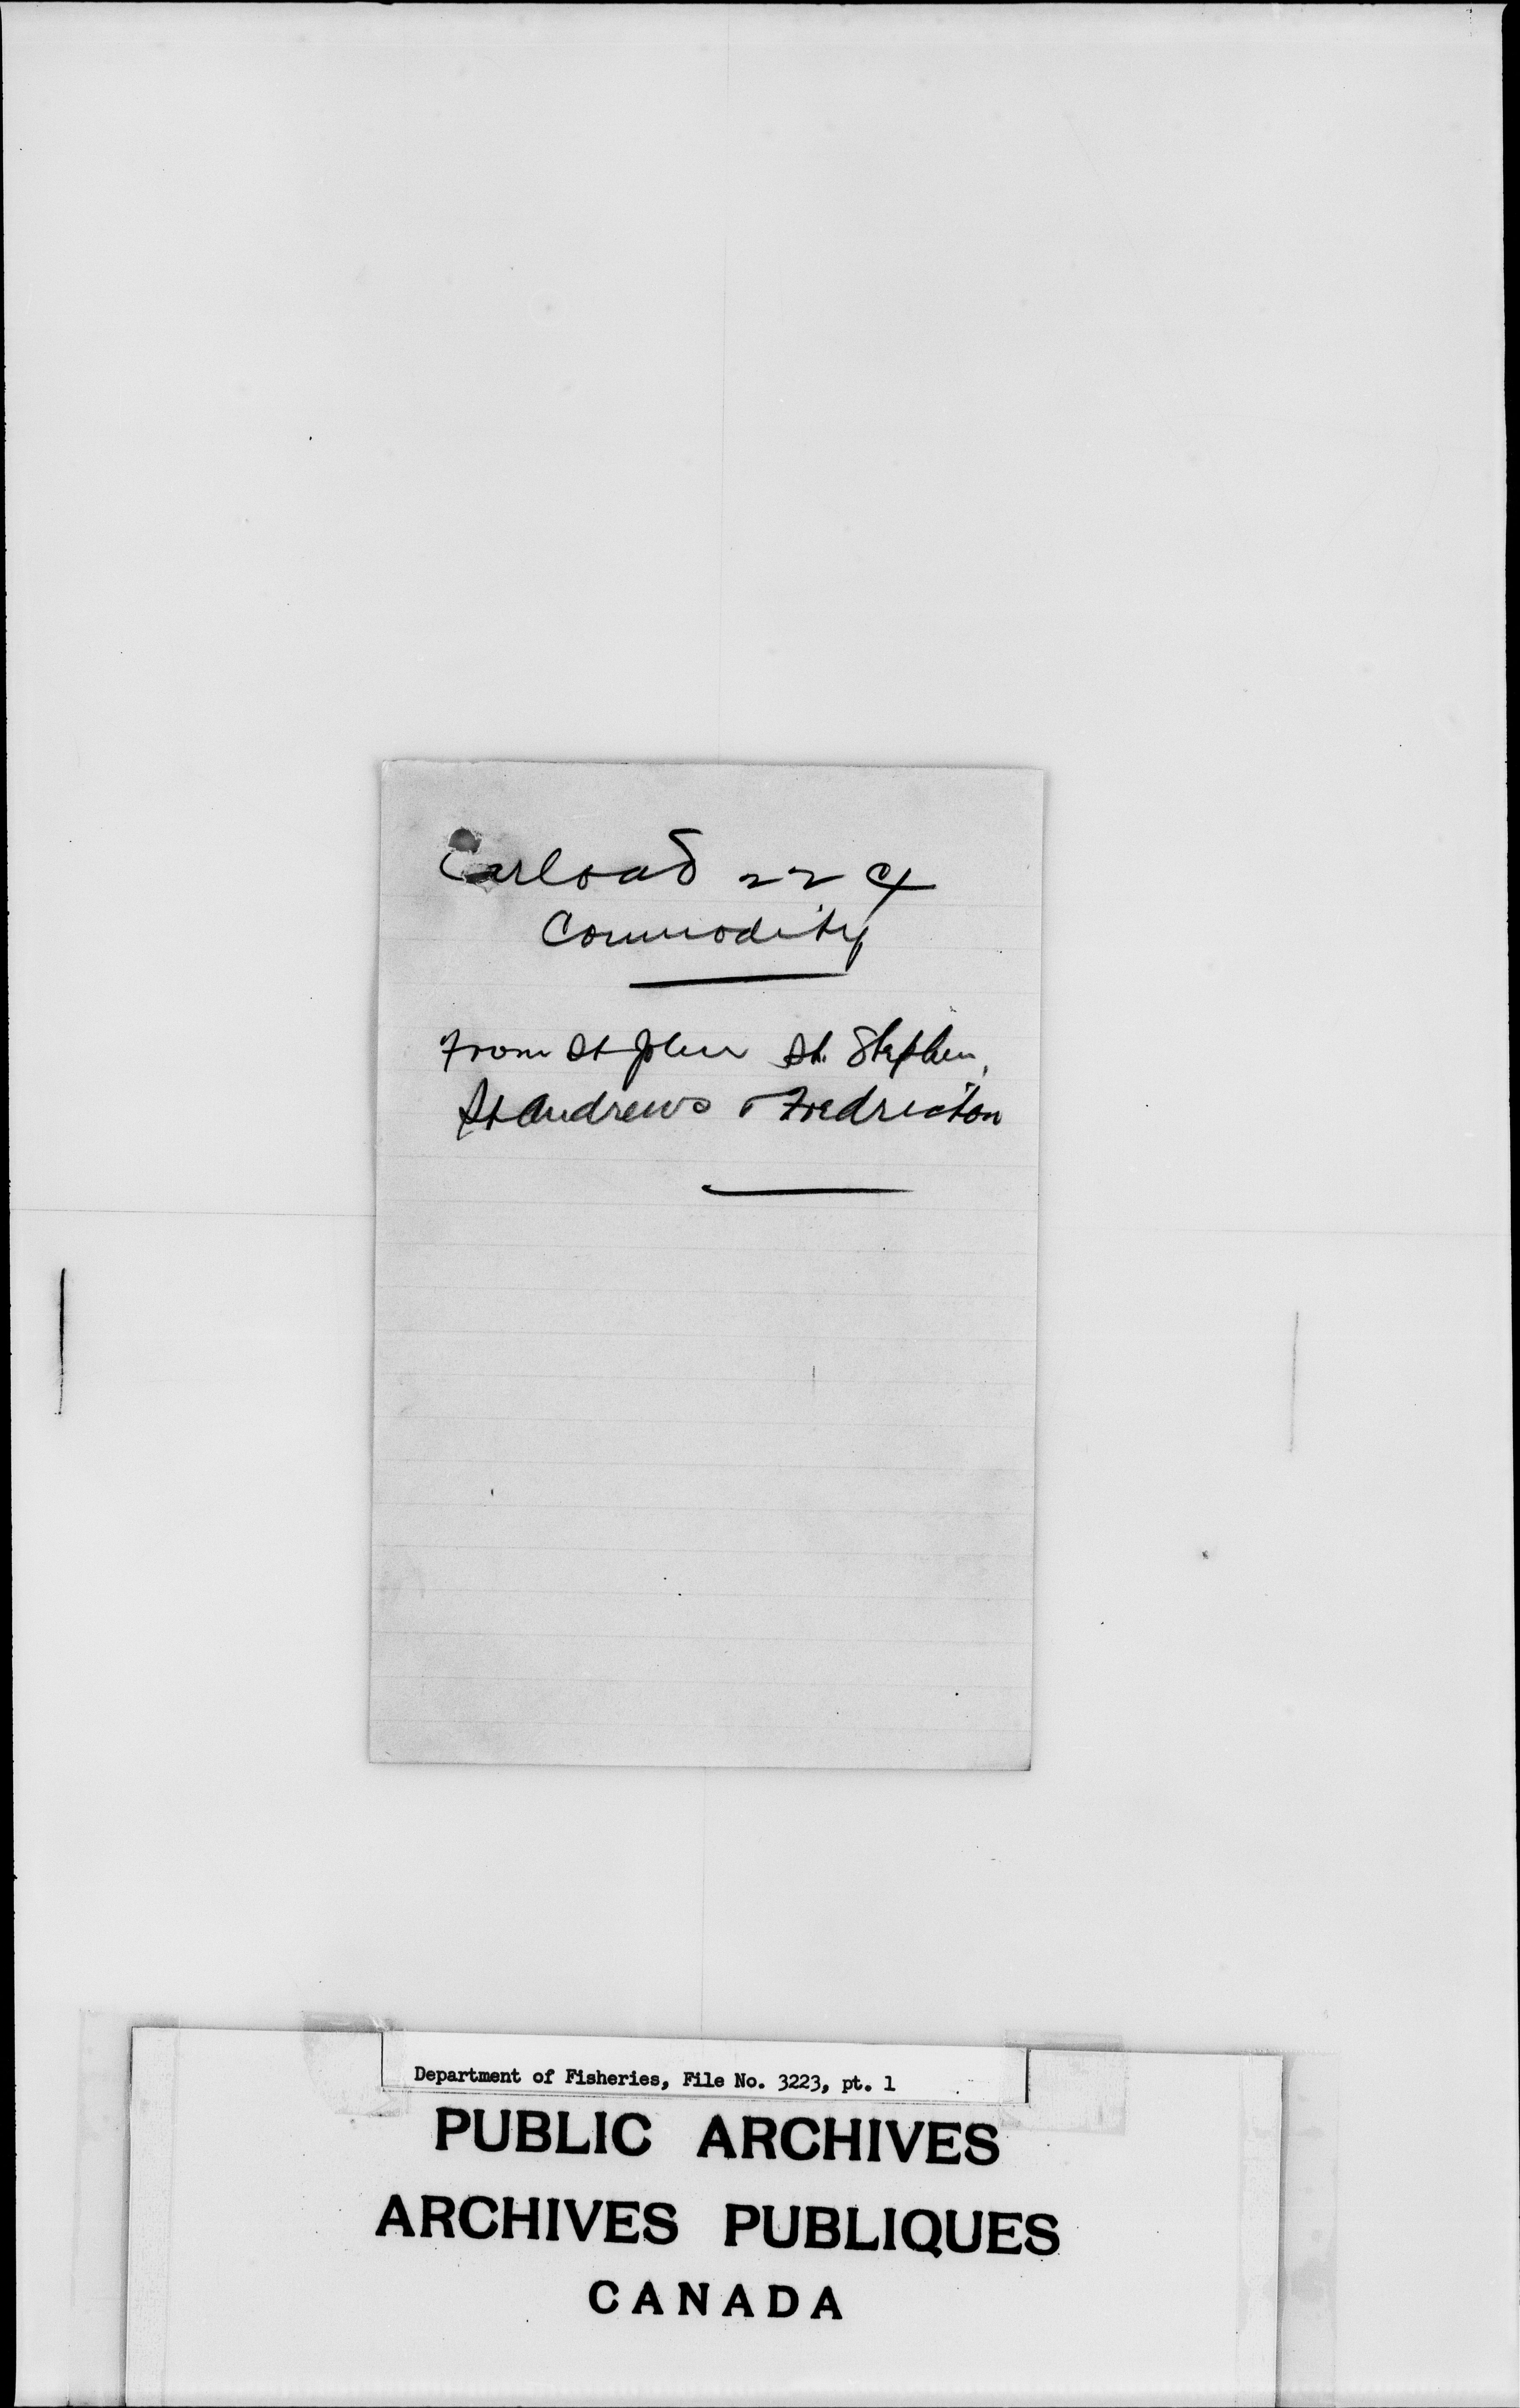 Carload 22 ¢
Commodity
From St John St. Stephen,
St Andrews & Fredricton
Department of Fisheries, File No. 3223, pt. 1
PUBLIC ARCHIVES
ARCHIVES PUBLIQUES
CANADA